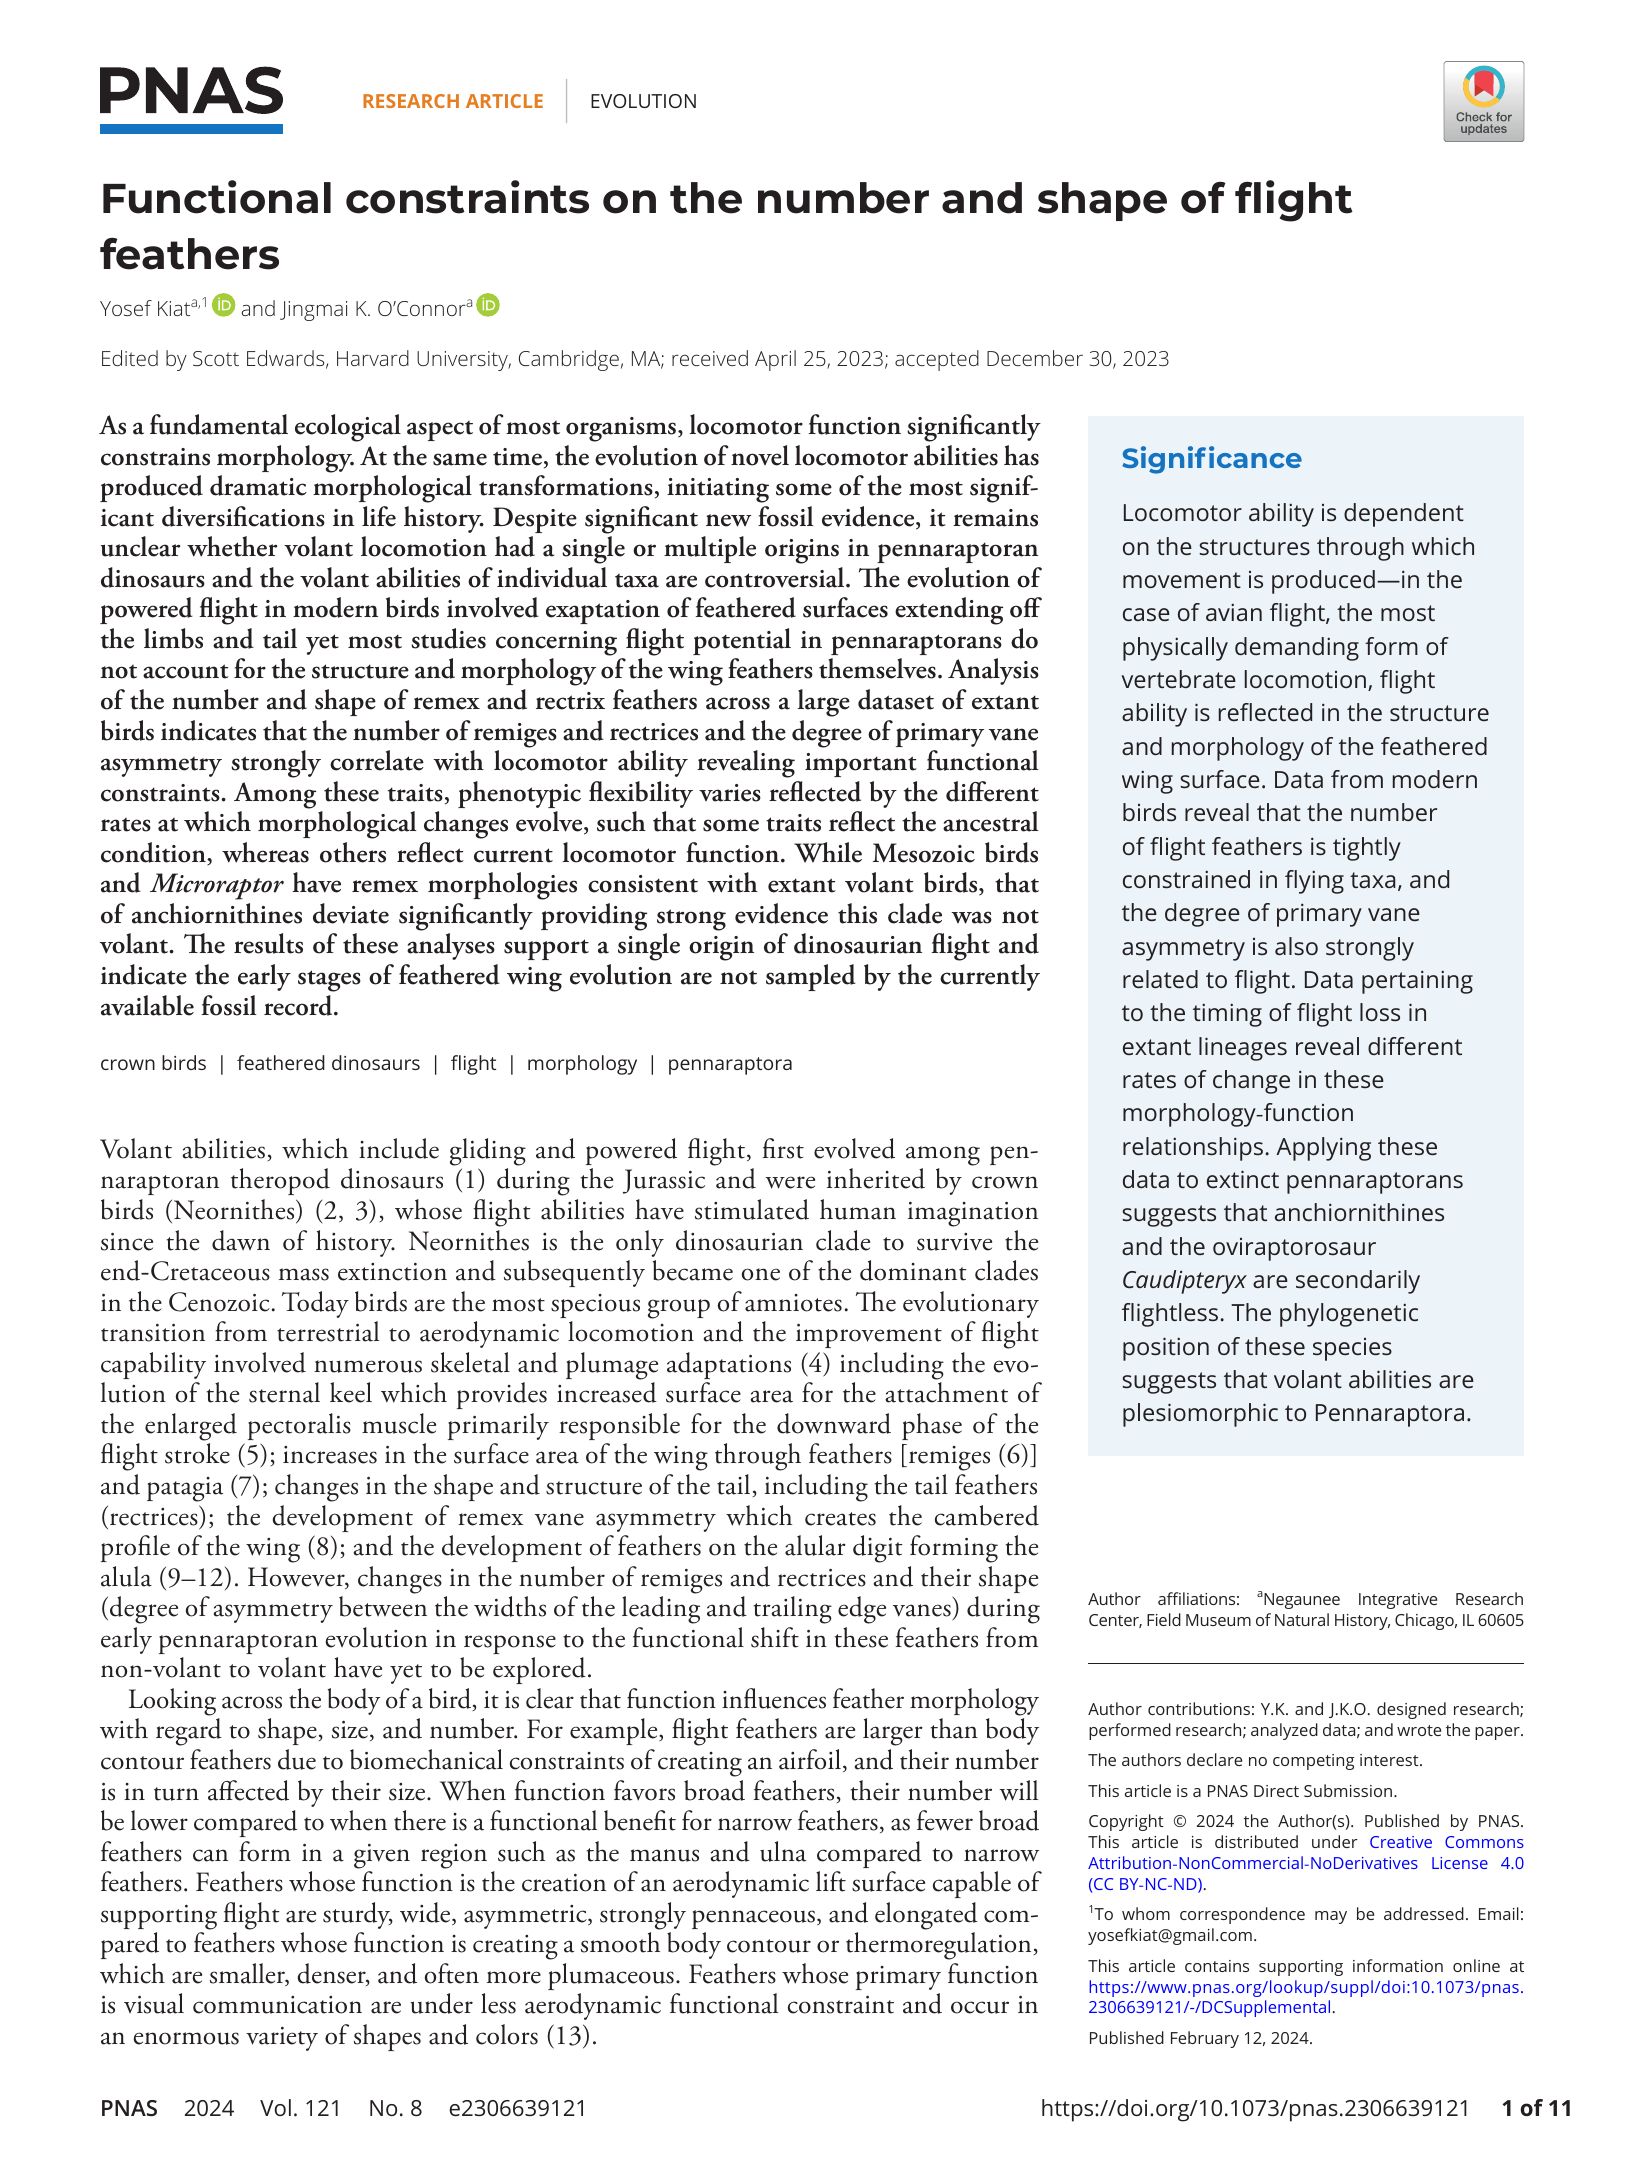 PNAS
RESEARCH ARTICLE | EVOLUTION
Check for
updates
Functional constraints on the number and shape of flight
feathers
Yosef Kiat^a,1 iD and Jingmai K. O’Connor^a iD
Edited by Scott Edwards, Harvard University, Cambridge, MA; received April 25, 2023; accepted December 30, 2023
As a fundamental ecological aspect of most organisms, locomotor function significantly
constrains morphology. At the same time, the evolution of novel locomotor abilities has
produced dramatic morphological transformations, initiating some of the most signif-
icant diversifications in life history. Despite significant new fossil evidence, it remains
unclear whether volant locomotion had a single or multiple origins in pennaraptoran
dinosaurs and the volant abilities of individual taxa are controversial. The evolution of
powered flight in modern birds involved exaptation of feathered surfaces extending off
the limbs and tail yet most studies concerning flight potential in pennaraptorans do
not account for the structure and morphology of the wing feathers themselves. Analysis
of the number and shape of remex and rectrix feathers across a large dataset of extant
birds indicates that the number of remiges and rectrices and the degree of primary vane
asymmetry strongly correlate with locomotor ability revealing important functional
constraints. Among these traits, phenotypic flexibility varies reflected by the different
rates at which morphological changes evolve, such that some traits reflect the ancestral
condition, whereas others reflect current locomotor function. While Mesozoic birds
and Microraptor have remex morphologies consistent with extant volant birds, that
of anchiornithines deviate significantly providing strong evidence this clade was not
volant. The results of these analyses support a single origin of dinosaurian flight and
indicate the early stages of feathered wing evolution are not sampled by the currently
available fossil record.
crown birds | feathered dinosaurs | flight | morphology | pennaraptora
Volant abilities, which include gliding and powered flight, first evolved among pen-
naraptoran theropod dinosaurs (1) during the Jurassic and were inherited by crown
birds (Neornithes) (2, 3), whose flight abilities have stimulated human imagination
since the dawn of history. Neornithes is the only dinosaurian clade to survive the
end-Cretaceous mass extinction and subsequently became one of the dominant clades
in the Cenozoic. Today birds are the most specious group of amniotes. The evolutionary
transition from terrestrial to aerodynamic locomotion and the improvement of flight
capability involved numerous skeletal and plumage adaptations (4) including the evo-
lution of the sternal keel which provides increased surface area for the attachment of
the enlarged pectoralis muscle primarily responsible for the downward phase of the
flight stroke (5); increases in the surface area of the wing through feathers [remiges (6)]
and patagia (7); changes in the shape and structure of the tail, including the tail feathers
(rectrices); the development of remex vane asymmetry which creates the cambered
profile of the wing (8); and the development of feathers on the alular digit forming the
alula (9–12). However, changes in the number of remiges and rectrices and their shape
(degree of asymmetry between the widths of the leading and trailing edge vanes) during
early pennaraptoran evolution in response to the functional shift in these feathers from
non-volant to volant have yet to be explored.
Looking across the body of a bird, it is clear that function influences feather morphology
with regard to shape, size, and number. For example, flight feathers are larger than body
contour feathers due to biomechanical constraints of creating an airfoil, and their number
is in turn affected by their size. When function favors broad feathers, their number will
be lower compared to when there is a functional benefit for narrow feathers, as fewer broad
feathers can form in a given region such as the manus and ulna compared to narrow
feathers. Feathers whose function is the creation of an aerodynamic lift surface capable of
supporting flight are sturdy, wide, asymmetric, strongly pennaceous, and elongated com-
pared to feathers whose function is creating a smooth body contour or thermoregulation,
which are smaller, denser, and often more plumaceous. Feathers whose primary function
is visual communication are under less aerodynamic functional constraint and occur in
an enormous variety of shapes and colors (13).
Significance
Locomotor ability is dependent
on the structures through which
movement is produced—in the
case of avian flight, the most
physically demanding form of
vertebrate locomotion, flight
ability is reflected in the structure
and morphology of the feathered
wing surface. Data from modern
birds reveal that the number
of flight feathers is tightly
constrained in flying taxa, and
the degree of primary vane
asymmetry is also strongly
related to flight. Data pertaining
to the timing of flight loss in
extant lineages reveal different
rates of change in these
morphology-function
relationships. Applying these
data to extinct pennaraptorans
suggests that anchiornithines
and the oviraptorosaur
Caudipteryx are secondarily
flightless. The phylogenetic
position of these species
suggests that volant abilities are
plesiomorphic to Pennaraptora.
Author affiliations: ^aNegaunee Integrative Research
Center, Field Museum of Natural History, Chicago, IL 60605
Author contributions: Y.K. and J.K.O. designed research;
performed research; analyzed data; and wrote the paper.
The authors declare no competing interest.
This article is a PNAS Direct Submission.
Copyright © 2024 the Author(s). Published by PNAS.
This article is distributed under Creative Commons
Attribution-NonCommercial-NoDerivatives License 4.0
(CC BY-NC-ND).
^1To whom correspondence may be addressed. Email:
yosefkiat@gmail.com.
This article contains supporting information online at
https://www.pnas.org/lookup/suppl/doi:10.1073/pnas.
2306639121/-/DCSupplemental.
Published February 12, 2024.
PNAS 2024 Vol. 121 No. 8 e2306639121
https://doi.org/10.1073/pnas.2306639121 1 of 11